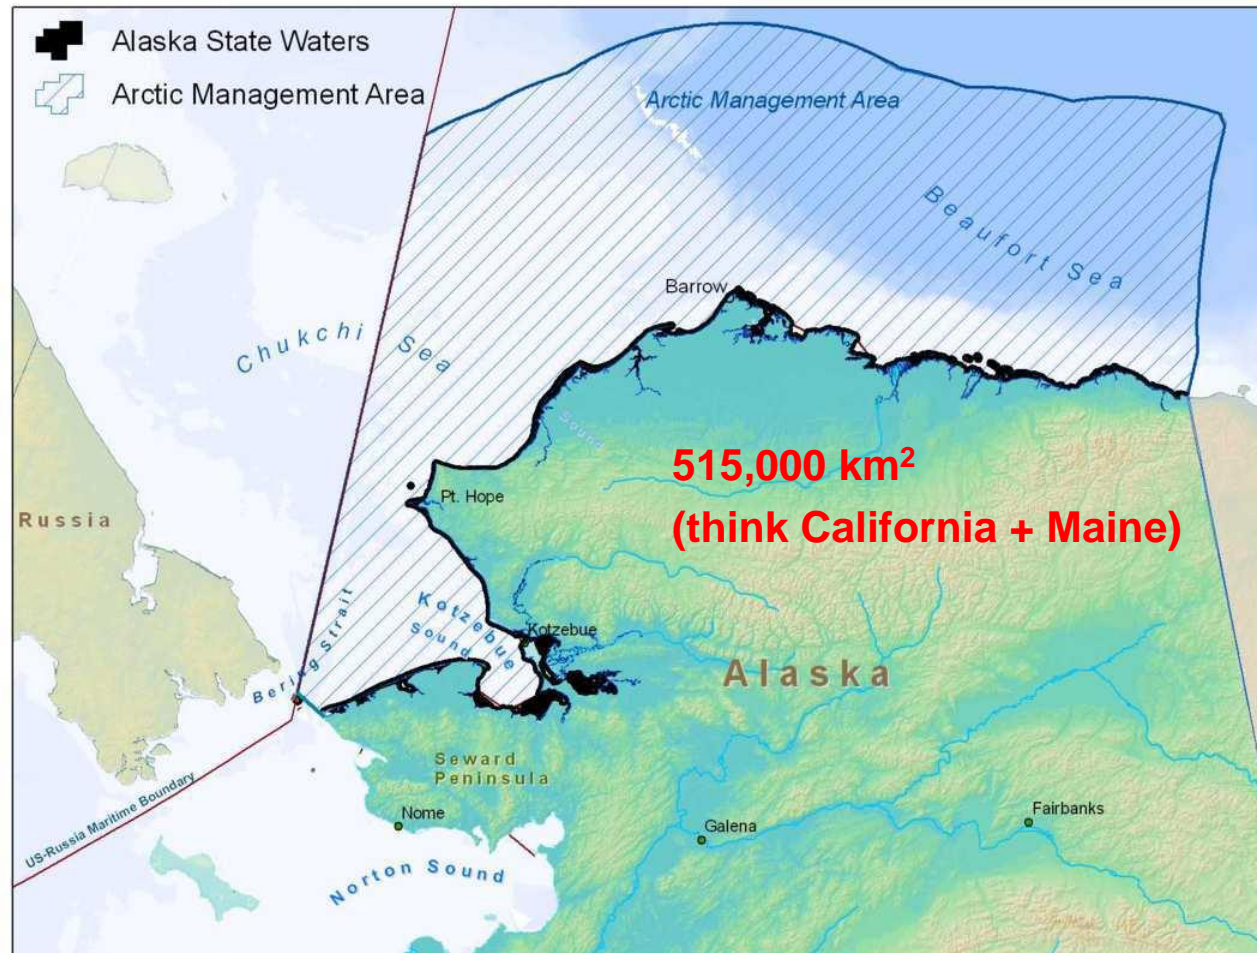 Alaska State Waters
Arctic Management Area
Arctic Management Area
Beaufort Sea
Barrow
Chukchi Sea
Sound
515,000 km²
(think California + Maine)
Pt. Hope
Russia
Kotzebue
Sound
Kotzebue
Bering Strait
Alaska
Seward
Peninsula
US-Russia Maritime Boundary
Nome
Galena
Fairbanks
Norton Sound